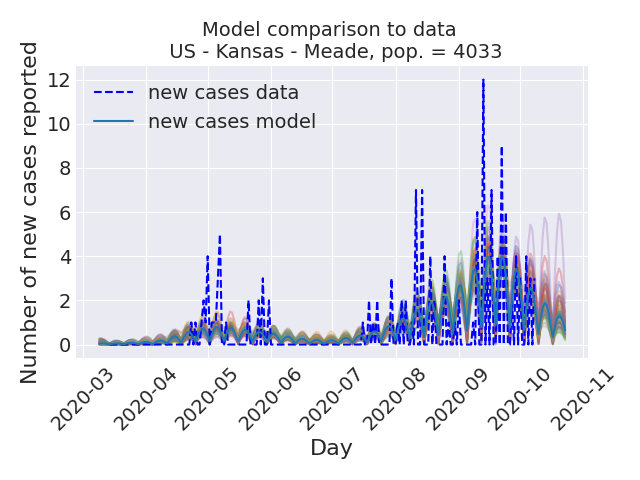 Model comparison to data
US - Kansas - Meade, pop. = 4033
Number of new cases reported
12
10
8
6
4
2
0
new cases data
new cases model
2020-03
2020-04
2020-05
2020-06
2020-07
2020-08
2020-09
2020-10
2020-11
Day